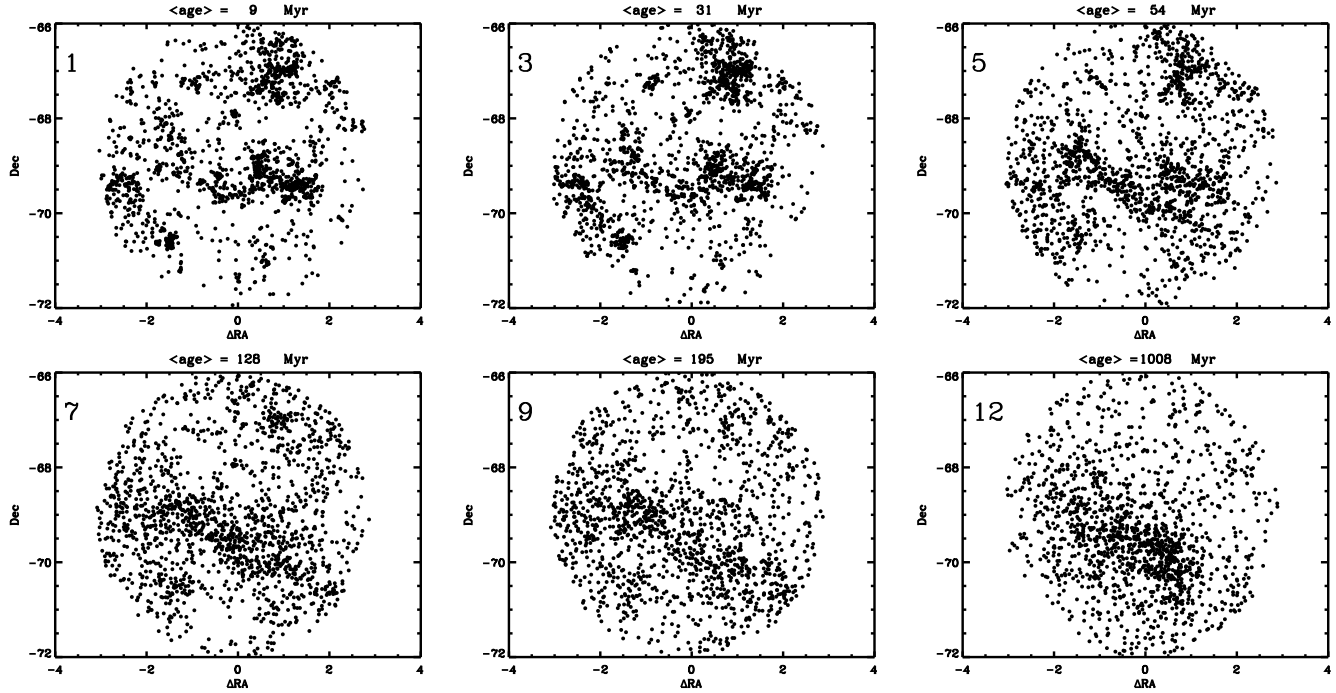 <age> = 9 Myr
1
-66
-68
-70
-72
Dec
-4 -2 0 2 4
ΔRA
<age> = 31 Myr
3
-66
-68
-70
-72
Dec
-4 -2 0 2 4
ΔRA
<age> = 54 Myr
5
-66
-68
-70
-72
Dec
-4 -2 0 2 4
ΔRA
<age> = 128 Myr
7
-66
-68
-70
-72
Dec
-4 -2 0 2 4
ΔRA
<age> = 195 Myr
9
-66
-68
-70
-72
Dec
-4 -2 0 2 4
ΔRA
<age> =1008 Myr
12
-66
-68
-70
-72
Dec
-4 -2 0 2 4
ΔRA